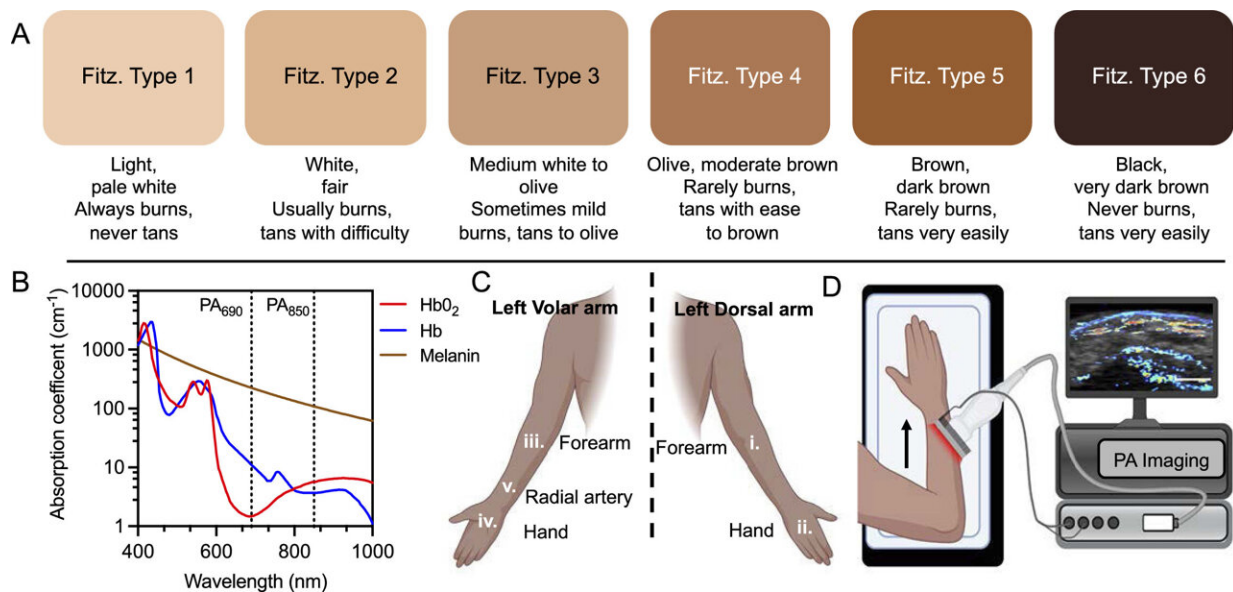 A
Fitz. Type 1
Fitz. Type 2
Fitz. Type 3
Fitz. Type 4
Fitz. Type 5
Fitz. Type 6
Light,
pale white
Always burns,
never tans
White,
fair
Usually burns,
tans with difficulty
Medium white to
olive
Sometimes mild
burns, tans to olive
Olive, moderate brown
Rarely burns,
tans with ease
to brown
Brown,
dark brown
Rarely burns,
tans very easily
Black,
very dark brown
Never burns,
tans very easily
B
Absorption coefficent (cm⁻¹)
10000
1000
100
10
1
400
600
800
1000
Wavelength (nm)
PA₆₉₀
PA₈₅₀
Hb0₂
Hb
Melanin
C
Left Volar arm
iii.
Forearm
v.
Radial artery
iv.
Hand
Left Dorsal arm
Forearm
i.
Hand
ii.
D
PA Imaging